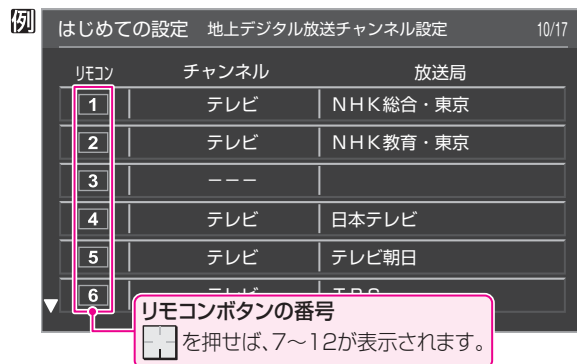 例
はじめての設定 地上デジタル放送チャンネル設定 10/17
リモコン チャンネル 放送局
1 テレビ NHK総合・東京
2 テレビ NHK教育・東京
3 −−−
4 テレビ 日本テレビ
5 テレビ テレビ朝日
6
リモコンボタンの番号
を押せば、7〜12が表示されます。